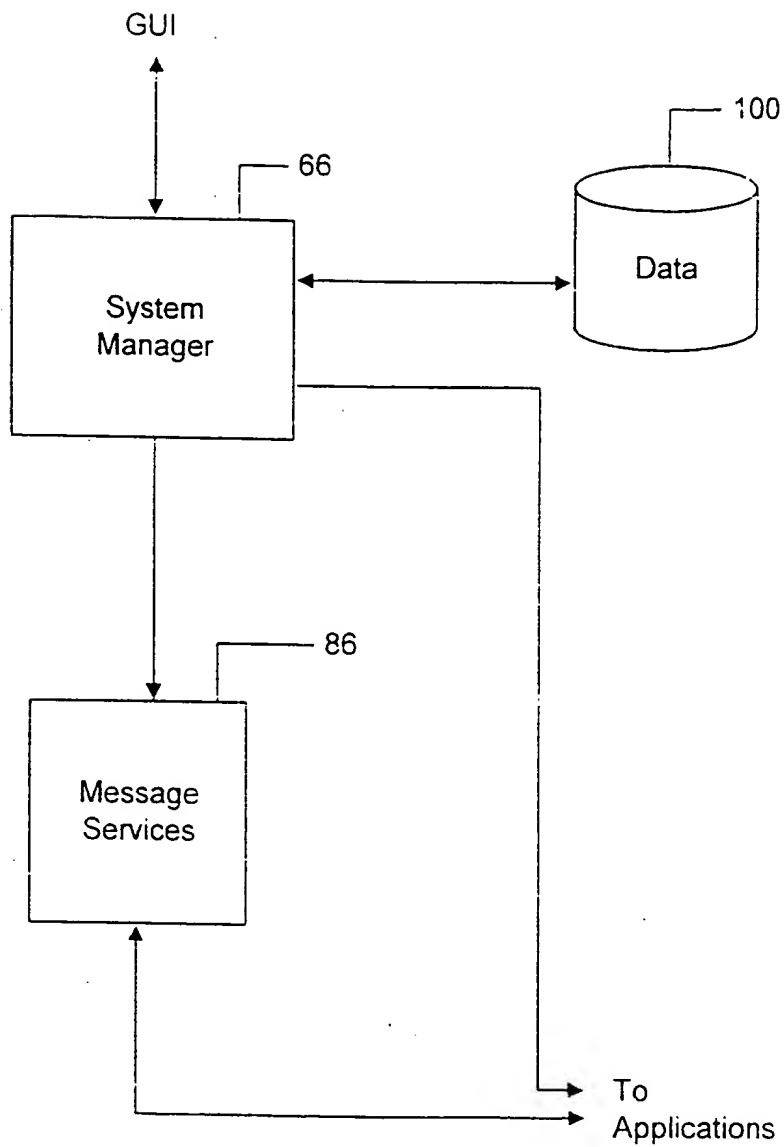 GUI
100
66
Data
System
Manager
86
Message
Services
To
Applications